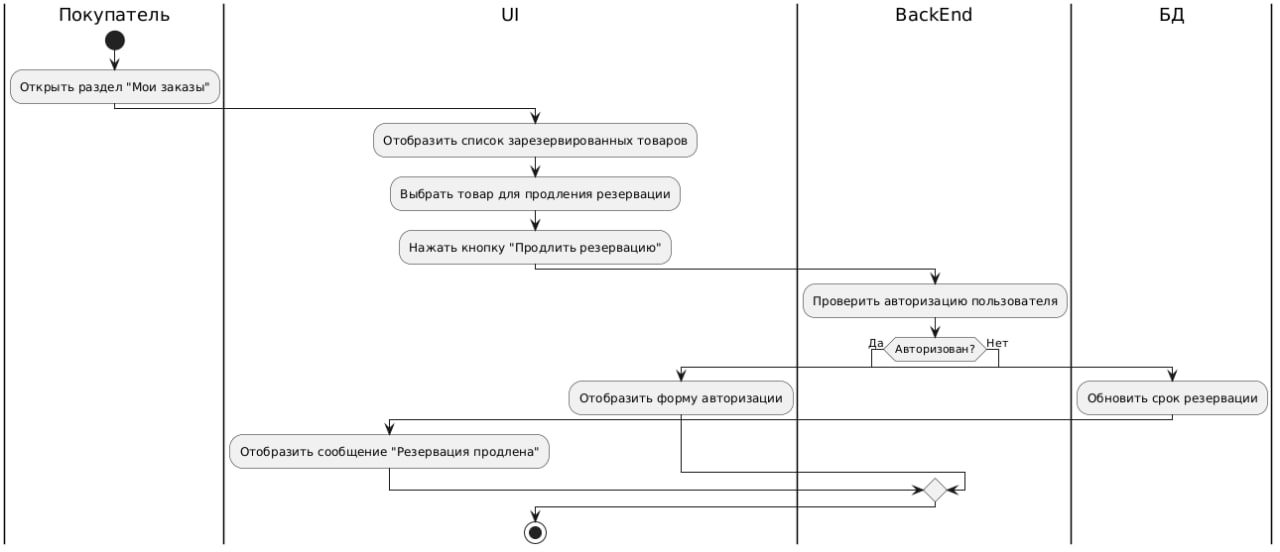 Покупатель
UI
BackEnd
БД
Открыть раздел "Мои заказы"
Отобразить список зарезервированных товаров
Выбрать товар для продления резервации
Нажать кнопку "Продлить резервацию"
Проверить авторизацию пользователя
Да
Авторизован?
Нет
Отобразить форму авторизации
Обновить срок резервации
Отобразить сообщение "Резервация продлена"